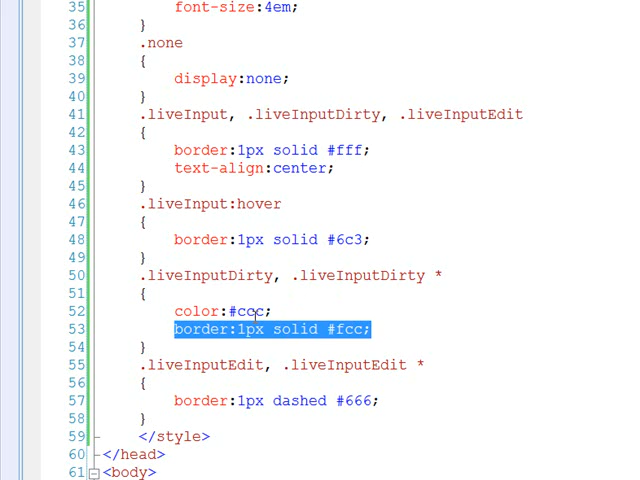 35 font-size:4em;
36 }
37 .none
38 {
39 display:none;
40 }
41 .liveInput, .liveInputDirty, .liveInputEdit
42 {
43 border:1px solid #fff;
44 text-align:center;
45 }
46 .liveInput:hover
47 {
48 border:1px solid #6c3;
49 }
50 .liveInputDirty, .liveInputDirty *
51 {
52 color:#ccc;
53 border:1px solid #fcc;
54 }
55 .liveInputEdit, .liveInputEdit *
56 {
57 border:1px dashed #666;
58 }
59 </style>
60 </head>
61 <body>